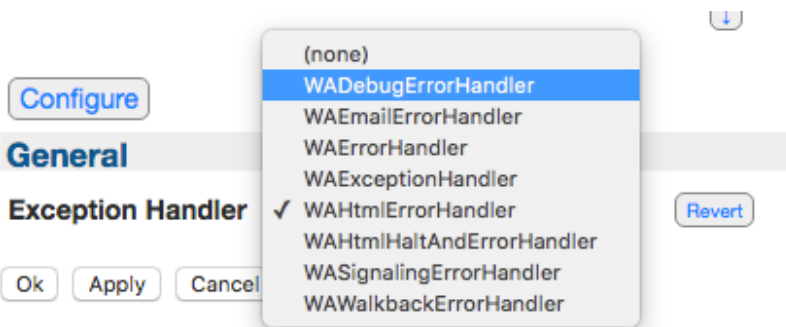 ↓
(none)
WADebugErrorHandler
Configure
WAEmailErrorHandler
WAErrorHandler
General
WAExceptionHandler
Exception Handler ✓ WAHtmlErrorHandler Revert
WAHtmlHaltAndErrorHandler
Ok Apply Cancel
WASignalingErrorHandler
WAWalkbackErrorHandler